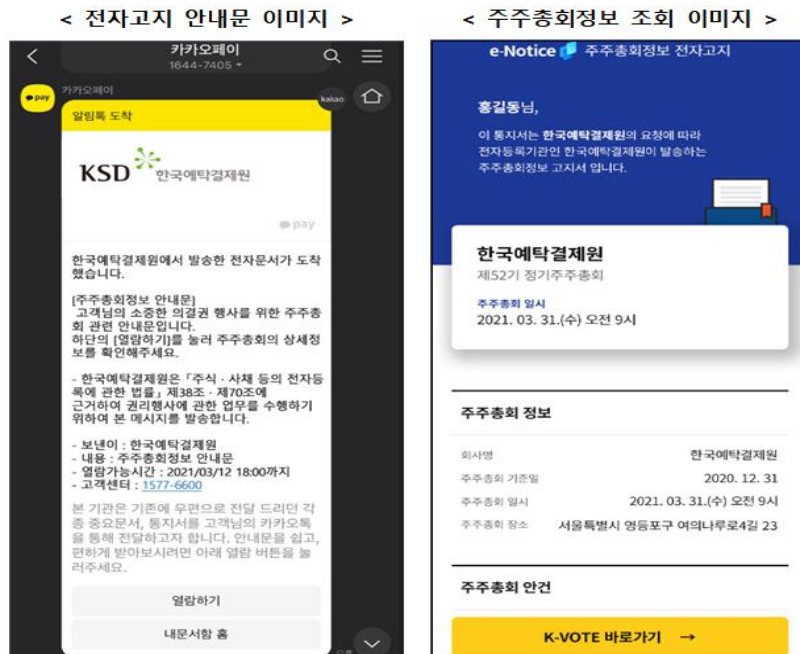 < 전자고지 안내문 이미지 >
카카오페이
1644-7405
카카오페이
pay
kakao
알림톡 도착
KSD 한국예탁결제원
pay
한국예탁결제원에서 발송한 전자문서가 도착
했습니다.
[주주총회정보 안내문]
고객님의 소중한 의결권 행사를 위한 주주총
회 관련 안내문입니다.
하단의 [열람하기]를 눌러 주주총회의 상세정
보를 확인해주세요.
- 한국예탁결제원은 「주식 · 사채 등의 전자등
록에 관한 법률」 제38조 · 제70조에
근거하여 권리행사에 관한 업무를 수행하기
위하여 본 메시지를 발송합니다.
- 보낸이 : 한국예탁결제원
- 내용 : 주주총회정보 안내문
- 열람가능시간 : 2021/03/12 18:00까지
- 고객센터 : 1577-6600
본 기관은 기존에 우편으로 전달 드리던 각
종 중요문서, 통지서를 고객님의 카카오톡
을 통해 전달하고자 합니다. 안내문을 쉽고,
편하게 받아보시려면 아래 열람 버튼을 눌
러주세요.
열람하기
내문서함 홈
< 주주총회정보 조회 이미지 >
e-Notice 주주총회정보 전자고지
홍길동님,
이 통지서는 한국예탁결제원의 요청에 따라
전자등록기관인 한국예탁결제원이 발송하는
주주총회정보 고지서 입니다.
한국예탁결제원
제52기 정기주주총회
주주총회 일시
2021. 03. 31.(수) 오전 9시
주주총회 정보
회사명 한국예탁결제원
주주총회 기준일 2020. 12. 31
주주총회 일시 2021. 03. 31.(수) 오전 9시
주주총회 장소 서울특별시 영등포구 여의나루로4길 23
주주총회 안건
K-VOTE 바로가기 →